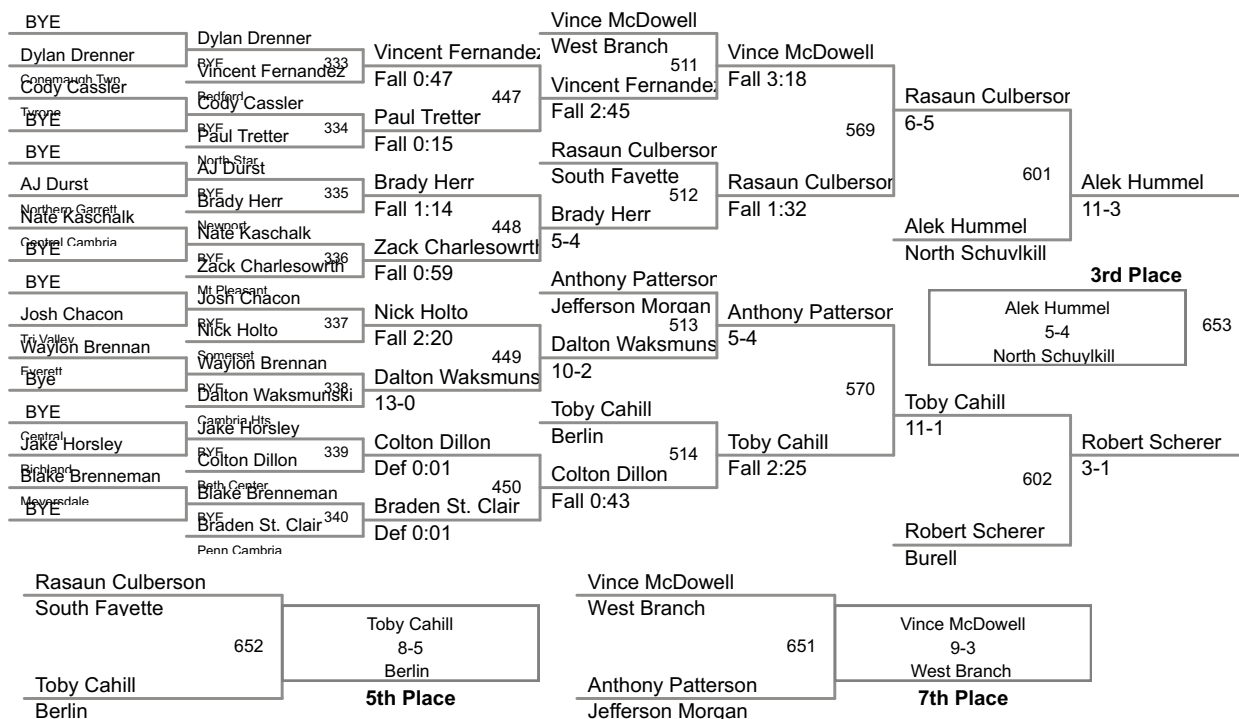 BYE
Dylan Drenner
Conemaugh Twp
Cody Cassler
Tyrone
BYE
BYE
AJ Durst
Northern Garrett
Nate Kaschalk
Central Cambria
BYE
BYE
Josh Chacon
Tri Valley
Waylon Brennan
Everett
Bye
BYE
Central
Jake Horsley
Richland
Blake Brenneman
Meyersdale
BYE
Dylan Drenner
BYE 333
Vincent Fernandez
Bedford
Cody Cassler
BYE 334
Paul Tretter
North Star
AJ Durst
BYE 335
Brady Herr
Newport
Nate Kaschalk
BYE 336
Zack Charlesowrth
Mt Pleasant
Josh Chacon
BYE 337
Nick Holto
Somerset
Waylon Brennan
BYE 338
Dalton Waksmunski
Cambria Hts
Jake Horsley
BYE 339
Colton Dillon
Beth Center
Blake Brenneman
BYE 340
Braden St. Clair
Penn Cambria
Vincent Fernandez
Fall 0:47
447
Paul Tretter
Fall 0:15
Brady Herr
Fall 1:14
448
Zack Charlesowrth
Fall 0:59
Nick Holto
Fall 2:20
449
Dalton Waksmuns
13-0
Colton Dillon
Def 0:01
450
Braden St. Clair
Def 0:01
Vince McDowell
West Branch
511
Vincent Fernandez
Fall 2:45
Rasaun Culberson
South Fayette
512
Brady Herr
5-4
Anthony Patterson
Jefferson Morgan
513
Dalton Waksmuns
10-2
Toby Cahill
Berlin
514
Colton Dillon
Fall 0:43
Vince McDowell
Fall 3:18
569
Rasaun Culberson
Fall 1:32
Anthony Patterson
5-4
570
Toby Cahill
Fall 2:25
Rasaun Culberson
6-5
601
Alek Hummel
North Schuylkill
Toby Cahill
11-1
602
Robert Scherer
Burell
Alek Hummel
11-3
3rd Place
Alek Hummel
5-4
North Schuylkill
653
Robert Scherer
3-1
Rasaun Culberson
South Fayette
652
Toby Cahill
Berlin
Toby Cahill
8-5
Berlin
5th Place
Vince McDowell
West Branch
651
Anthony Patterson
Jefferson Morgan
Vince McDowell
9-3
West Branch
7th Place